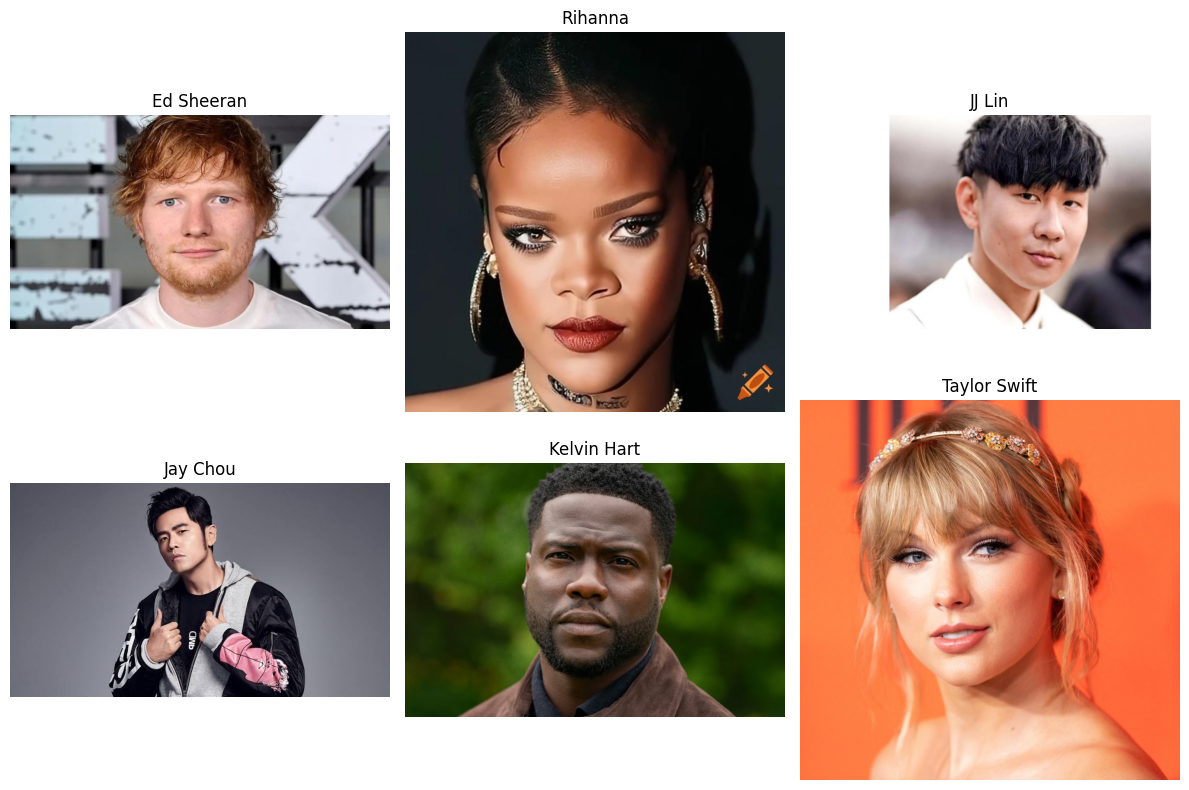 Rihanna
Ed Sheeran
JJ Lin
Taylor Swift
Jay Chou
Kelvin Hart